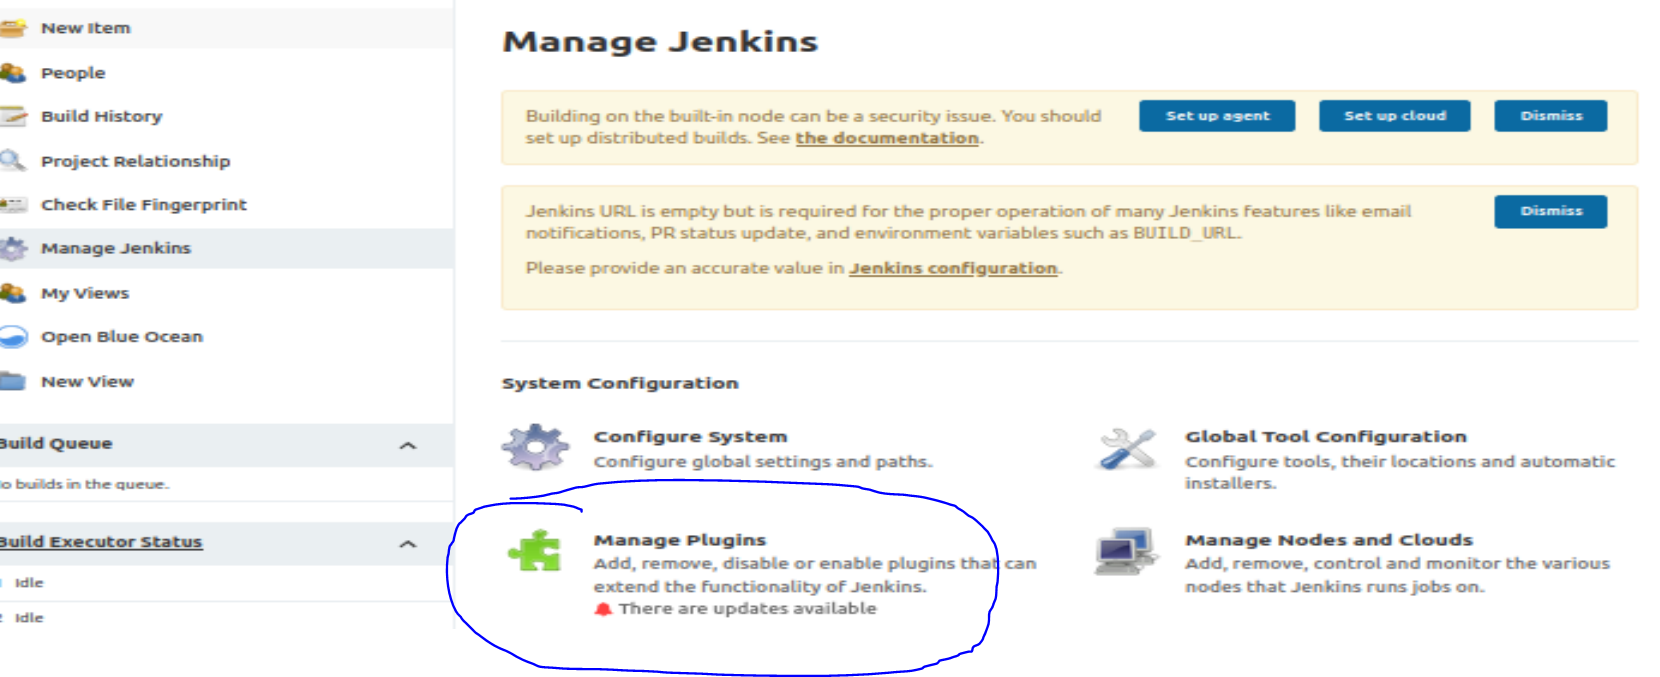 New Item
People
Build History
Project Relationship
Check File Fingerprint
Manage Jenkins
My Views
Open Blue Ocean
New View
Build Queue
builds in the queue.
Build Executor Status
Idle
2 Idle
Manage Jenkins
Building on the built-in node can be a security issue. You should
set up distributed builds. See the documentation.
Set up agent
Set up cloud
Dismiss
Jenkins URL is empty but is required for the proper operation of many Jenkins features like email
notifications, PR status update, and environment variables such as BUILD_URL.
Please provide an accurate value in Jenkins configuration.
Dismiss
System Configuration
Configure System
Configure global settings and paths.
Global Tool Configuration
Configure tools, their locations and automatic
installers.
Manage Plugins
Add, remove, disable or enable plugins that can
extend the functionality of Jenkins.
There are updates available
Manage Nodes and Clouds
Add, remove, control and monitor the various
nodes that Jenkins runs jobs on.